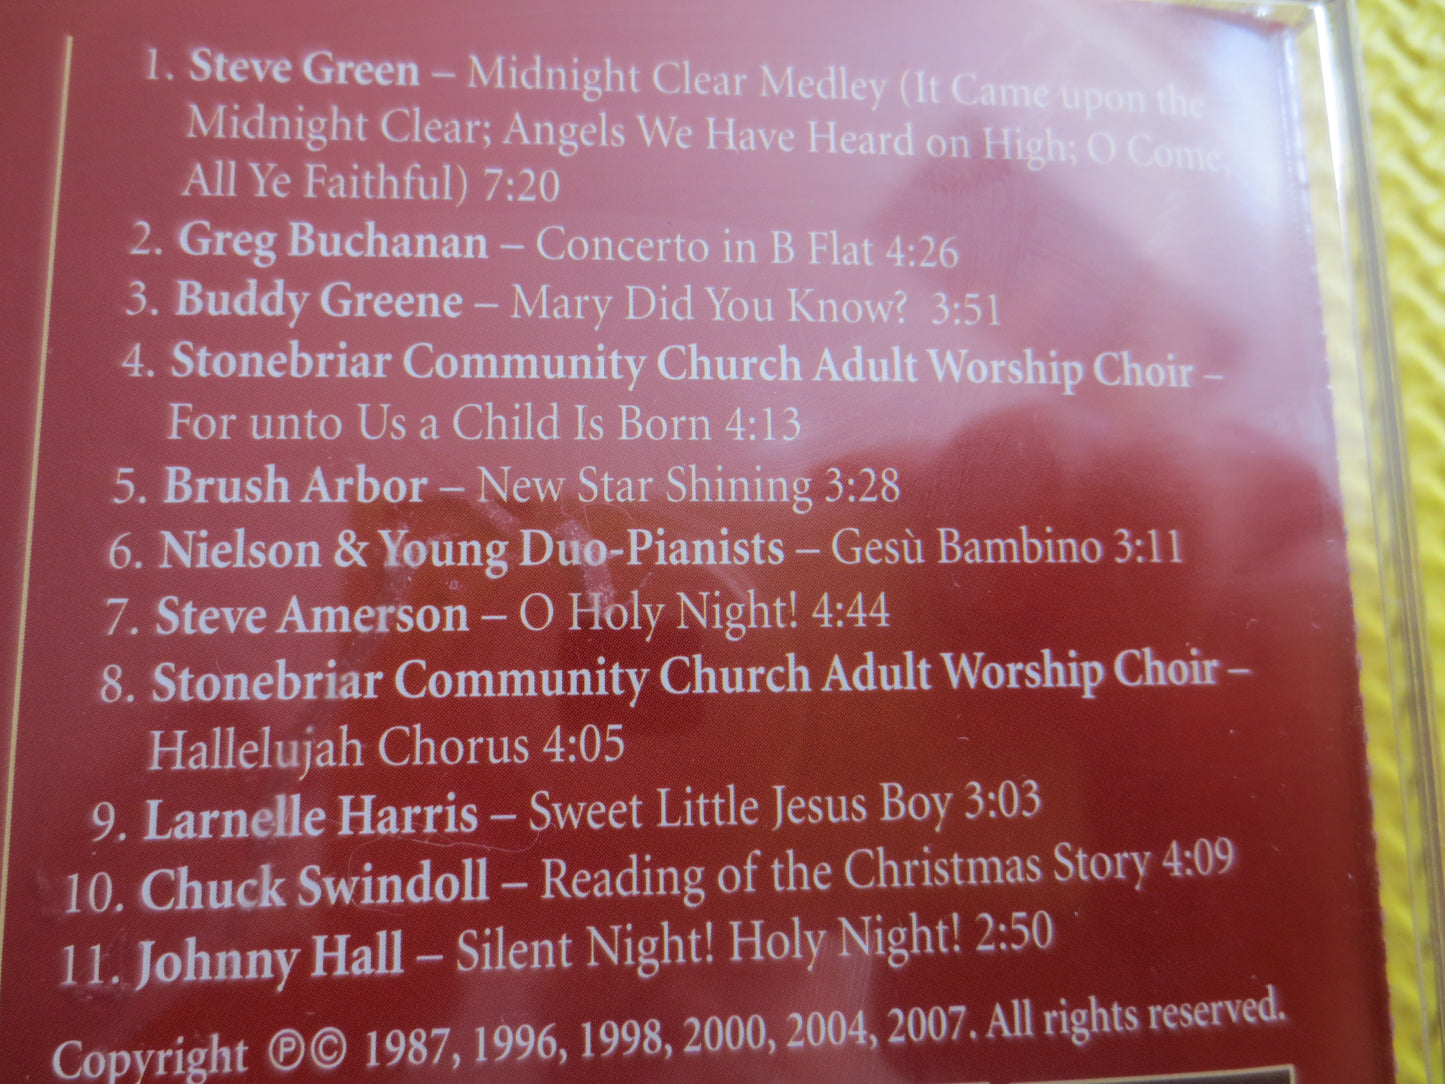 1. Steve Green – Midnight Clear Medley (It Came upon the
Midnight Clear; Angels We Have Heard on High; O Come,
All Ye Faithful) 7:20
2. Greg Buchanan – Concerto in B Flat 4:26
3. Buddy Greene – Mary Did You Know? 3:51
4. Stonebriar Community Church Adult Worship Choir –
For unto Us a Child Is Born 4:13
5. Brush Arbor – New Star Shining 3:28
6. Nielson & Young Duo-Pianists – Gesù Bambino 3:11
7. Steve Amerson – O Holy Night! 4:44
8. Stonebriar Community Church Adult Worship Choir –
Hallelujah Chorus 4:05
9. Larnelle Harris – Sweet Little Jesus Boy 3:03
10. Chuck Swindoll – Reading of the Christmas Story 4:09
11. Johnny Hall – Silent Night! Holy Night! 2:50
Copyright ℗© 1987, 1996, 1998, 2000, 2004, 2007. All rights reserved.